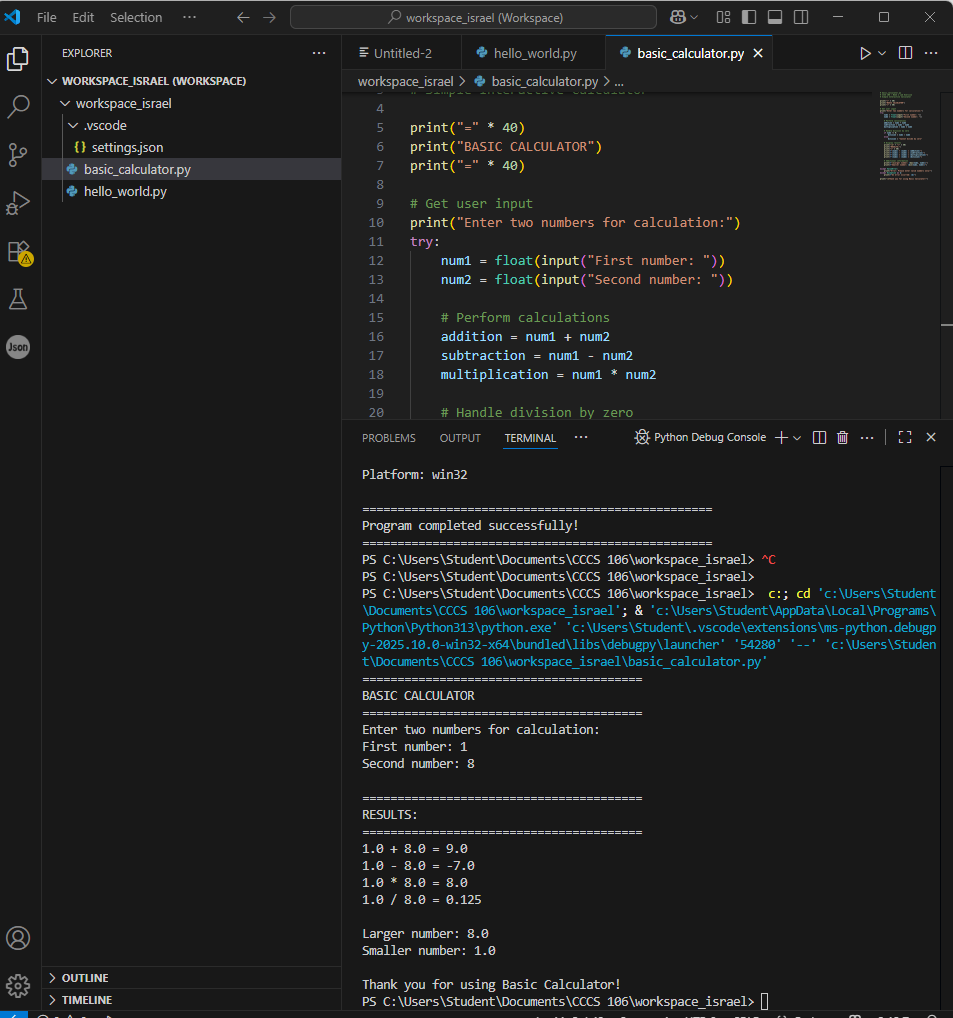 File Edit Selection ··· workspace_israel (Workspace)
EXPLORER ···
WORKSPACE_ISRAEL (WORKSPACE)
workspace_israel
.vscode
{} settings.json
basic_calculator.py
hello_world.py
Json
OUTLINE
TIMELINE
Untitled-2 hello_world.py basic_calculator.py
workspace_israel > basic_calculator.py > ...
3 # Simple Interactive Calculator
4
5 print("=" * 40)
6 print("BASIC CALCULATOR")
7 print("=" * 40)
8
9 # Get user input
10 print("Enter two numbers for calculation:")
11 try:
12 num1 = float(input("First number: "))
13 num2 = float(input("Second number: "))
14
15 # Perform calculations
16 addition = num1 + num2
17 subtraction = num1 - num2
18 multiplication = num1 * num2
19
20 # Handle division by zero
PROBLEMS OUTPUT TERMINAL ··· Python Debug Console
Platform: win32
==================================================
Program completed successfully!
==================================================
PS C:\Users\Student\Documents\CCCS 106\workspace_israel> ^C
PS C:\Users\Student\Documents\CCCS 106\workspace_israel>
PS C:\Users\Student\Documents\CCCS 106\workspace_israel>  c:; cd 'c:\Users\Student
\Documents\CCCS 106\workspace_israel'; & 'c:\Users\Student\AppData\Local\Programs\
Python\Python313\python.exe' 'c:\Users\Student\.vscode\extensions\ms-python.debugp
y-2025.10.0-win32-x64\bundled\libs\debugpy\launcher' '54280' '--' 'c:\Users\Studen
t\Documents\CCCS 106\workspace_israel\basic_calculator.py'
========================================
BASIC CALCULATOR
========================================
Enter two numbers for calculation:
First number: 1
Second number: 8
========================================
RESULTS:
========================================
1.0 + 8.0 = 9.0
1.0 - 8.0 = -7.0
1.0 * 8.0 = 8.0
1.0 / 8.0 = 0.125
Larger number: 8.0
Smaller number: 1.0
Thank you for using Basic Calculator!
PS C:\Users\Student\Documents\CCCS 106\workspace_israel>